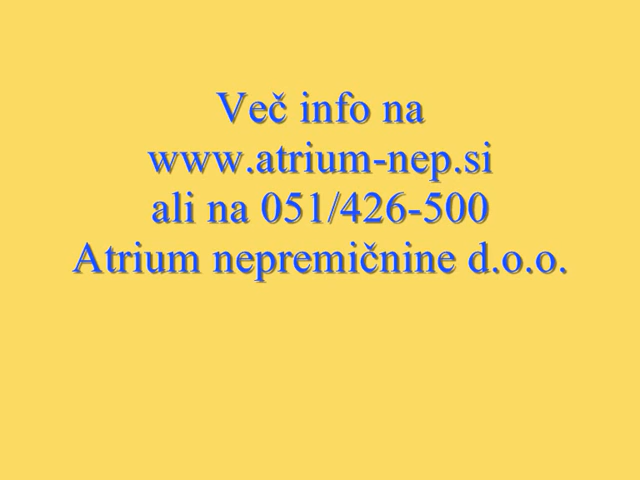 Več info na
www.atrium-nep.si
ali na 051/426-500
Atrium nepremičnine d.o.o.